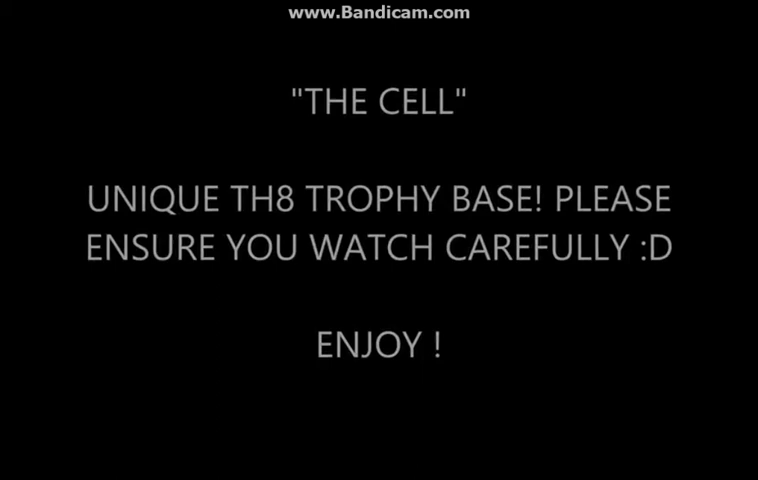 www.Bandicam.com
"THE CELL"
UNIQUE TH8 TROPHY BASE! PLEASE
ENSURE YOU WATCH CAREFULLY :D
ENJOY !